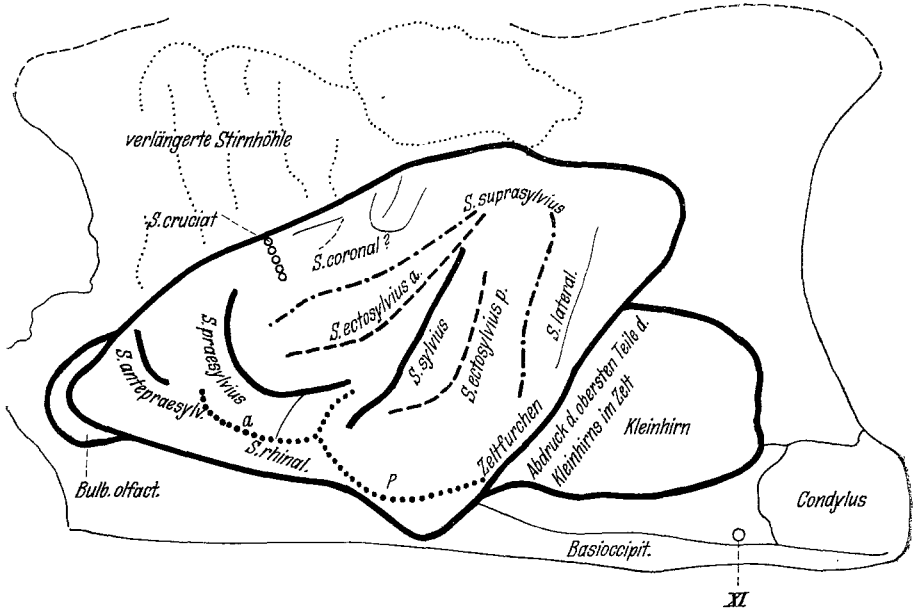 verlängerte Stirnhöhle
S. cruciat
S. suprasylvius
S. coronal ?
S. ectosylvius a.
S. sylvius
S. ectosylvius p.
S. lateral.
S. praesylvius
S. antepraesylv.
a
S. rhinal.
P
Zeltfurchen
Abdruck d. obersten Teile d.
Kleinhirns im Zelt
Kleinhirn
Bulb. olfact.
Condylus
Basioccipit.
XI